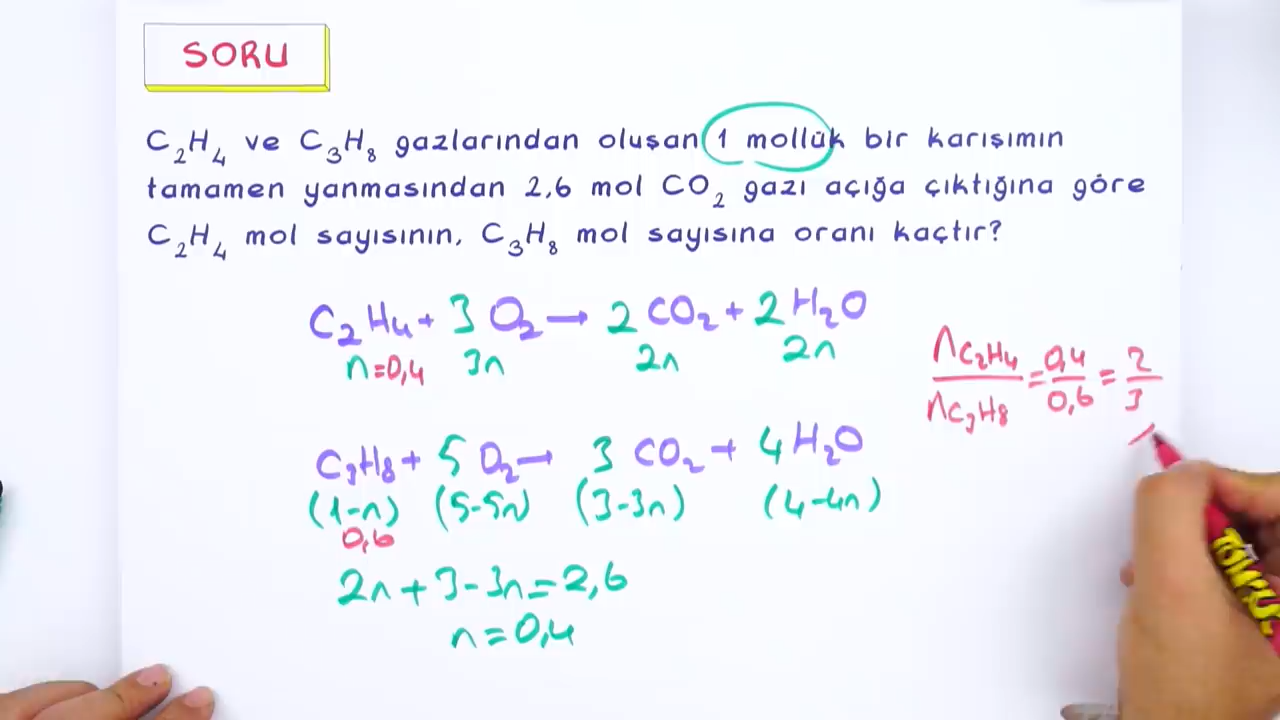 SORU
C₂H₄ ve C₃H₈ gazlarından oluşan 1 mollük bir karışımın
tamamen yanmasından 2,6 mol CO₂ gazı açığa çıktığına göre
C₂H₄ mol sayısının, C₃H₈ mol sayısına oranı kaçtır?
C₂H₄ + 3 O₂ → 2 CO₂ + 2 H₂O
n=0,4 3n 2n 2n
C₃H₈ + 5 O₂ → 3 CO₂ + 4 H₂O
(1-n) (5-5n) (3-3n) (4-4n)
0,6
2n + 3 - 3n = 2,6
n = 0,4
nC₂H₄ / nC₃H₈ = 0,4 / 0,6 = 2 / 3